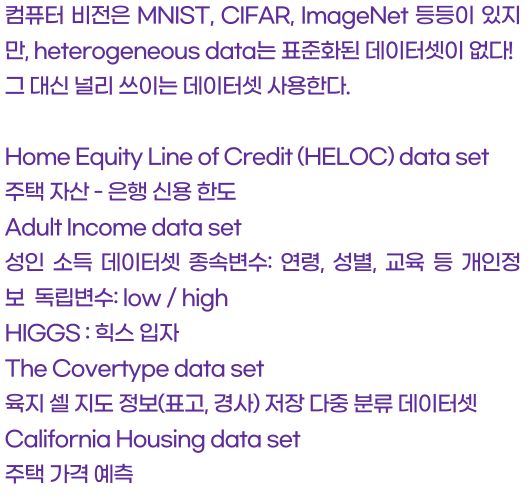 컴퓨터 비전은 MNIST, CIFAR, ImageNet 등등이 있지
만, heterogeneous data는 표준화된 데이터셋이 없다!
그 대신 널리 쓰이는 데이터셋 사용한다.
Home Equity Line of Credit (HELOC) data set
주택 자산 - 은행 신용 한도
Adult Income data set
성인 소득 데이터셋 종속변수: 연령, 성별, 교육 등 개인정
보 독립변수: low / high
HIGGS : 힉스 입자
The Covertype data set
육지 셀 지도 정보(표고, 경사) 저장 다중 분류 데이터셋
California Housing data set
주택 가격 예측